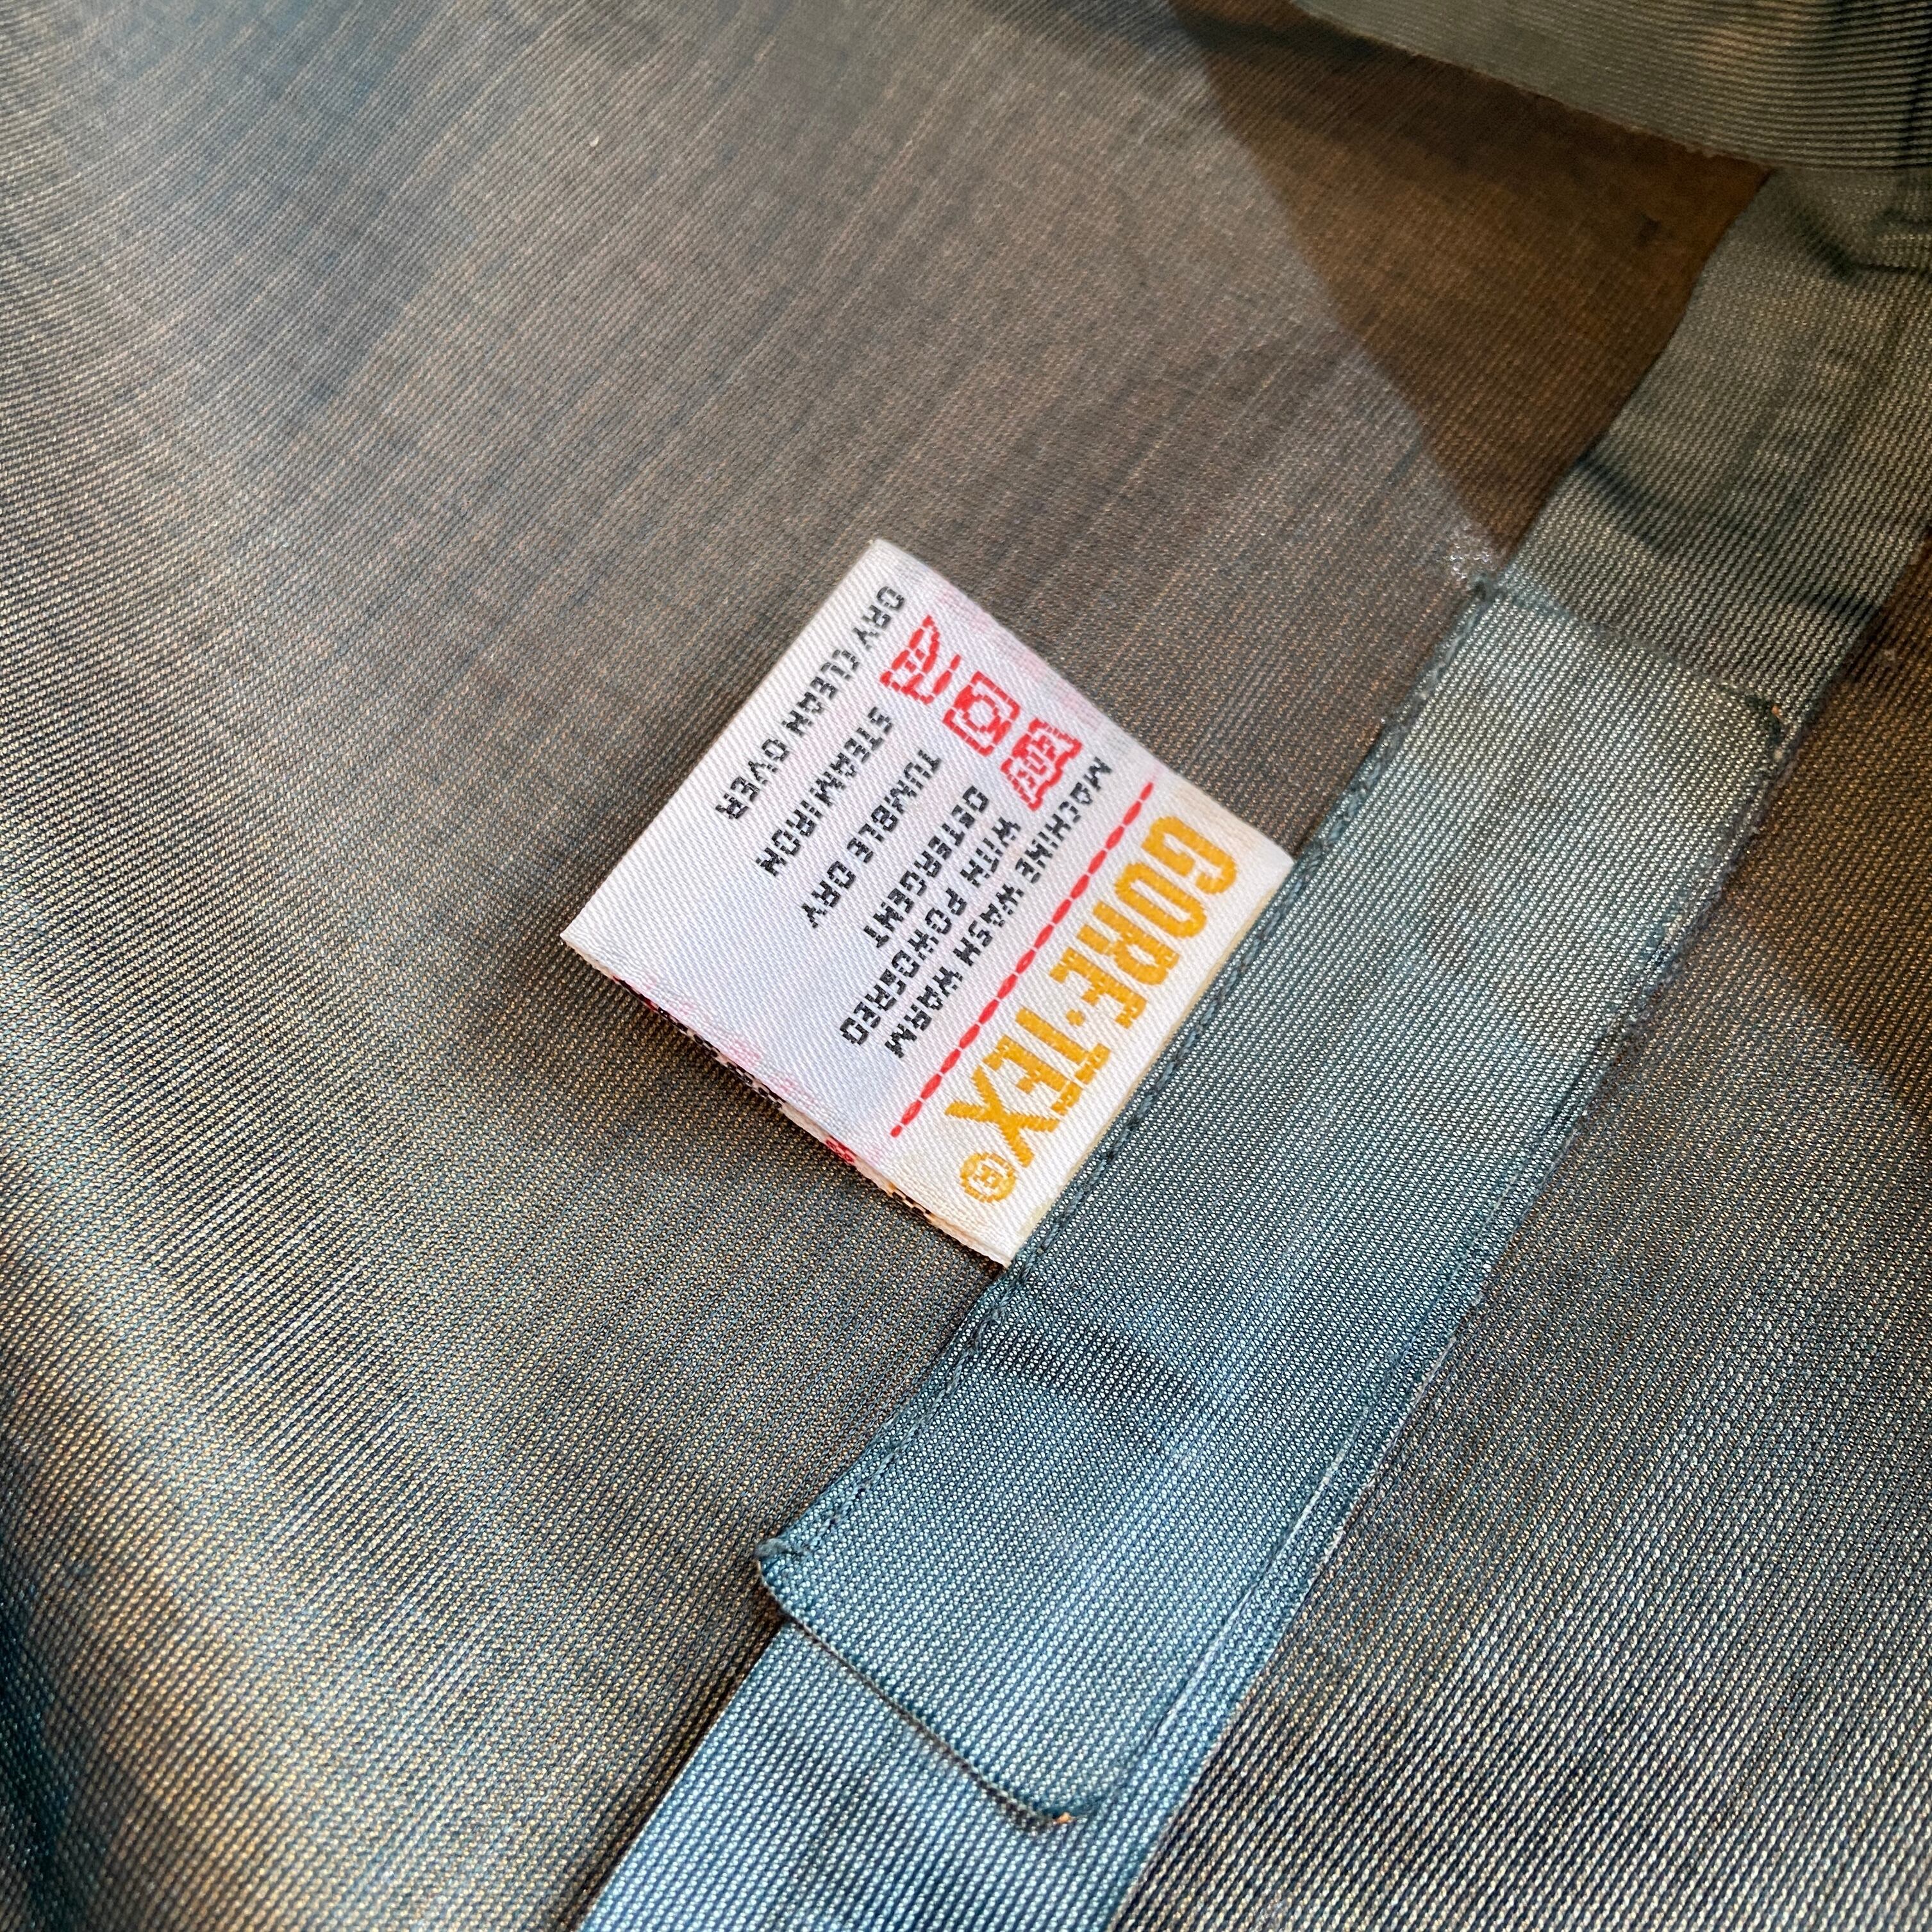 GORE-TEX®
MACHINE WASH WARM
WITH POWDERED
DETERGENT
TUMBLE DRY
STEAM IRON
DRY CLEAN OVER